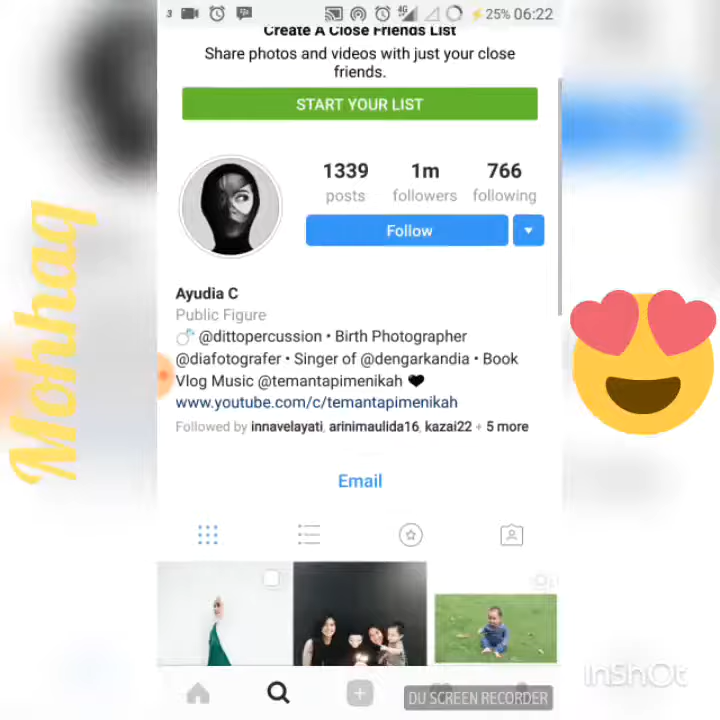 3
4G
25% 06:22
Create A Close Friends List
Share photos and videos with just your close
friends.
START YOUR LIST
1339 1m 766
posts followers following
Follow
Ayudia C
Public Figure
@dittopercussion • Birth Photographer
@diafotografer • Singer of @dengarkandia • Book
Vlog Music @temantapimenikah
www.youtube.com/c/temantapimenikah
Followed by innavelayati, arinimaulida16, kazai22 + 5 more
Email
DU SCREEN RECORDER
Mohhaq
InShOt